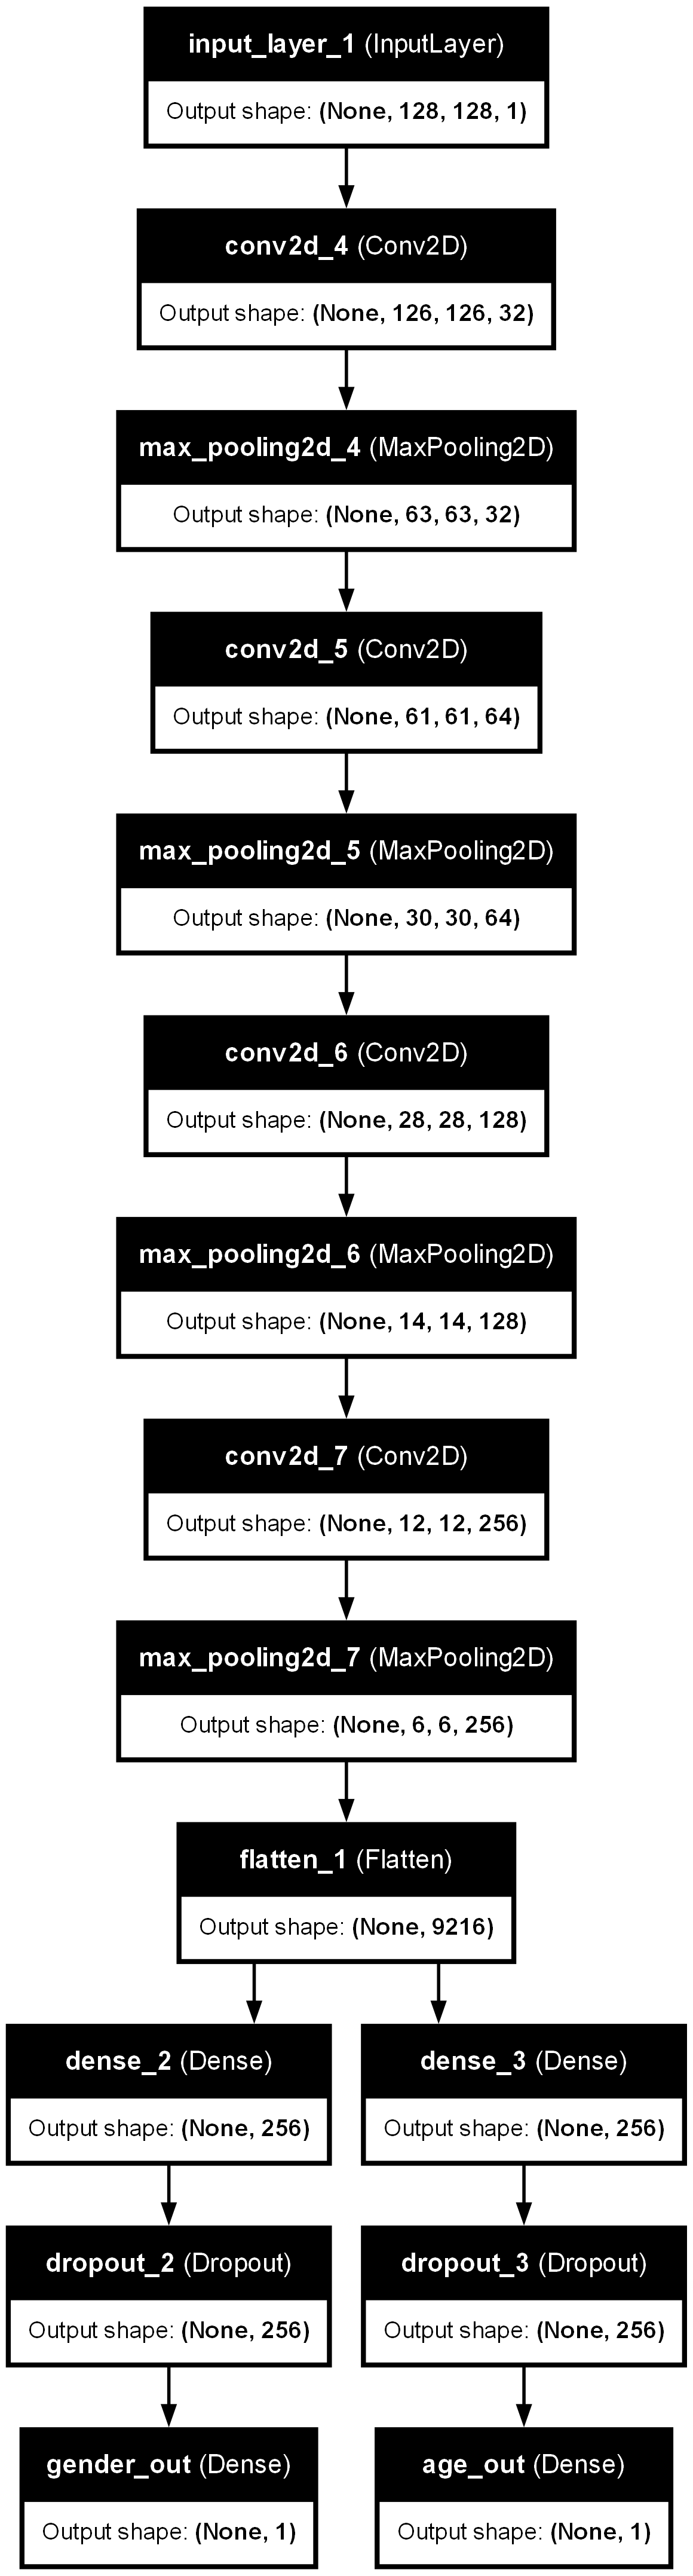 input_layer_1 (InputLayer)
Output shape: (None, 128, 128, 1)
conv2d_4 (Conv2D)
Output shape: (None, 126, 126, 32)
max_pooling2d_4 (MaxPooling2D)
Output shape: (None, 63, 63, 32)
conv2d_5 (Conv2D)
Output shape: (None, 61, 61, 64)
max_pooling2d_5 (MaxPooling2D)
Output shape: (None, 30, 30, 64)
conv2d_6 (Conv2D)
Output shape: (None, 28, 28, 128)
max_pooling2d_6 (MaxPooling2D)
Output shape: (None, 14, 14, 128)
conv2d_7 (Conv2D)
Output shape: (None, 12, 12, 256)
max_pooling2d_7 (MaxPooling2D)
Output shape: (None, 6, 6, 256)
flatten_1 (Flatten)
Output shape: (None, 9216)
dense_2 (Dense)
Output shape: (None, 256)
dense_3 (Dense)
Output shape: (None, 256)
dropout_2 (Dropout)
Output shape: (None, 256)
dropout_3 (Dropout)
Output shape: (None, 256)
gender_out (Dense)
Output shape: (None, 1)
age_out (Dense)
Output shape: (None, 1)